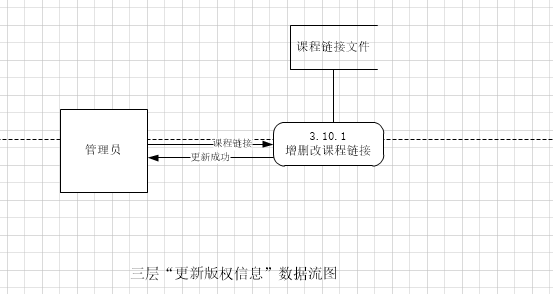 课程链接文件
3.10.1
增删改课程链接
管理员
课程链接
更新成功
三层“更新版权信息”数据流图